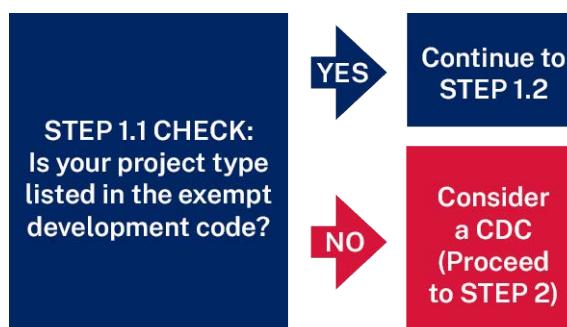 STEP 1.1 CHECK:
Is your project type
listed in the exempt
development code?
YES
Continue to
STEP 1.2
NO
Consider
a CDC
(Proceed
to STEP 2)